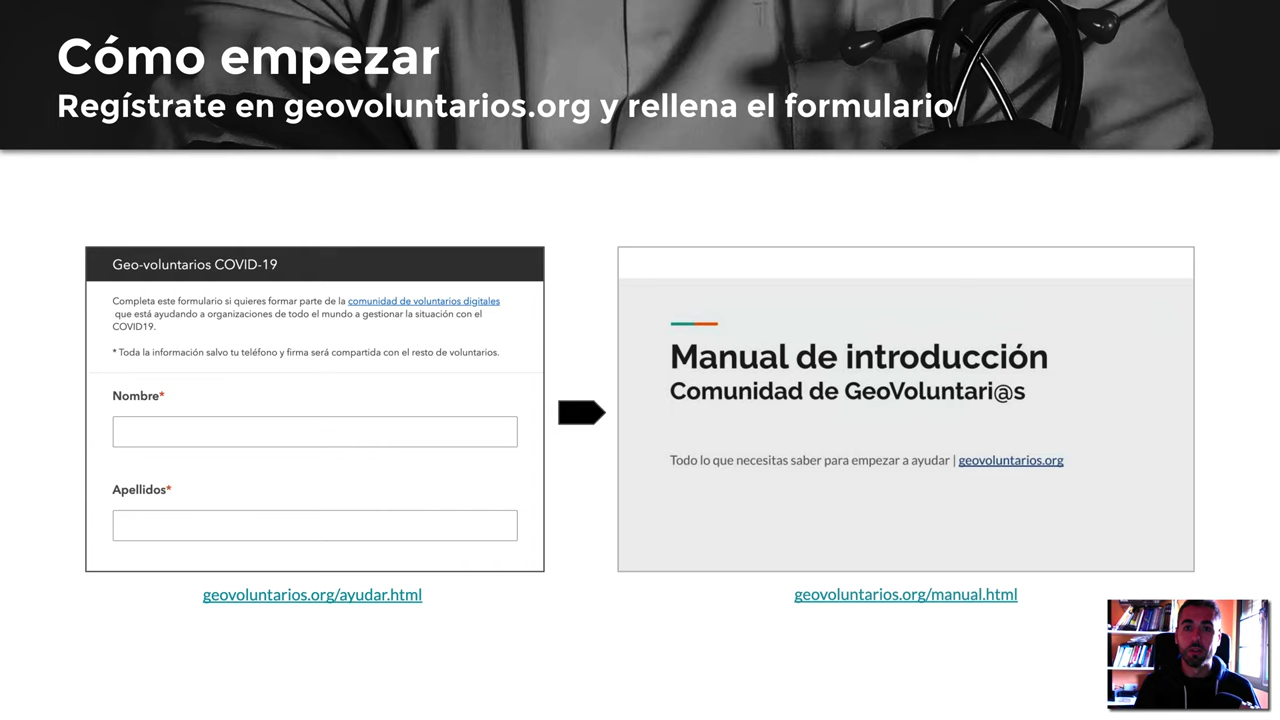 Cómo empezar
Regístrate en geovoluntarios.org y rellena el formulario
Geo-voluntarios COVID-19
Completa este formulario si quieres formar parte de la comunidad de voluntarios digitales
que está ayudando a organizaciones de todo el mundo a gestionar la situación con el
COVID19.
* Toda la información salvo tu teléfono y firma será compartida con el resto de voluntarios.
Nombre*
Apellidos*
geovoluntarios.org/ayudar.html
Manual de introducción
Comunidad de GeoVoluntari@s
Todo lo que necesitas saber para empezar a ayudar | geovoluntarios.org
geovoluntarios.org/manual.html